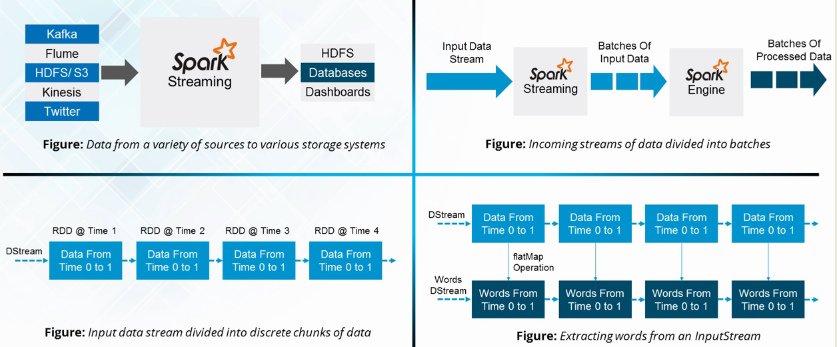 Kafka
Flume
HDFS/ S3
Kinesis
Twitter
Spark
Streaming
HDFS
Databases
Dashboards
Figure: Data from a variety of sources to various storage systems
Input Data
Stream
Spark
Streaming
Batches Of
Input Data
Spark
Engine
Batches Of
Processed Data
Figure: Incoming streams of data divided into batches
RDD @ Time 1
RDD @ Time 2
RDD @ Time 3
RDD @ Time 4
DStream
Data From
Time 0 to 1
Data From
Time 0 to 1
Data From
Time 0 to 1
Data From
Time 0 to 1
Figure: Input data stream divided into discrete chunks of data
DStream
Data From
Time 0 to 1
Data From
Time 0 to 1
Data From
Time 0 to 1
Data From
Time 0 to 1
flatMap
Operation
Words
DStream
Words From
Time 0 to 1
Words From
Time 0 to 1
Words From
Time 0 to 1
Words From
Time 0 to 1
Figure: Extracting words from an InputStream